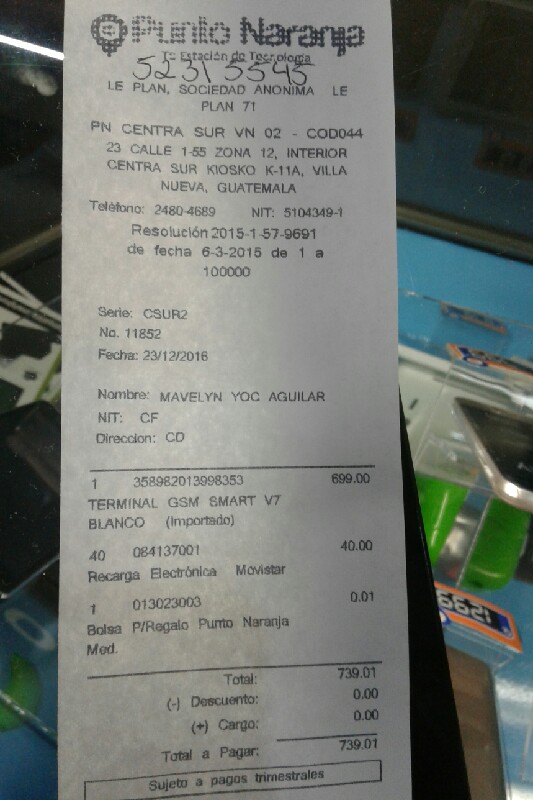 Punto Naranja
Tu Estación de Tecnología
52315545
LE PLAN, SOCIEDAD ANONIMA LE
PLAN 71
PN CENTRA SUR VN 02 - COD044
23 CALLE 1-55 ZONA 12, INTERIOR
CENTRA SUR KIOSKO K-11A, VILLA
NUEVA, GUATEMALA
Teléfono: 2480-4689 NIT: 5104349-1
Resolución 2015-1-57-9691
de fecha 6-3-2015 de 1 a
100000
Serie: CSUR2
No. 11852
Fecha: 23/12/2016
Nombre: MAVELYN YOC AGUILAR
NIT: CF
Direccion: CD
1 358982013998353 699.00
TERMINAL GSM SMART V7
BLANCO (Importado)
40 084137001 40.00
Recarga Electrónica Movistar
1 013023003 0.01
Bolsa P/Regalo Punto Naranja
Med.
Total: 739.01
(-) Descuento: 0.00
(+) Cargo: 0.00
Total a Pagar: 739.01
Sujeto a pagos trimestrales